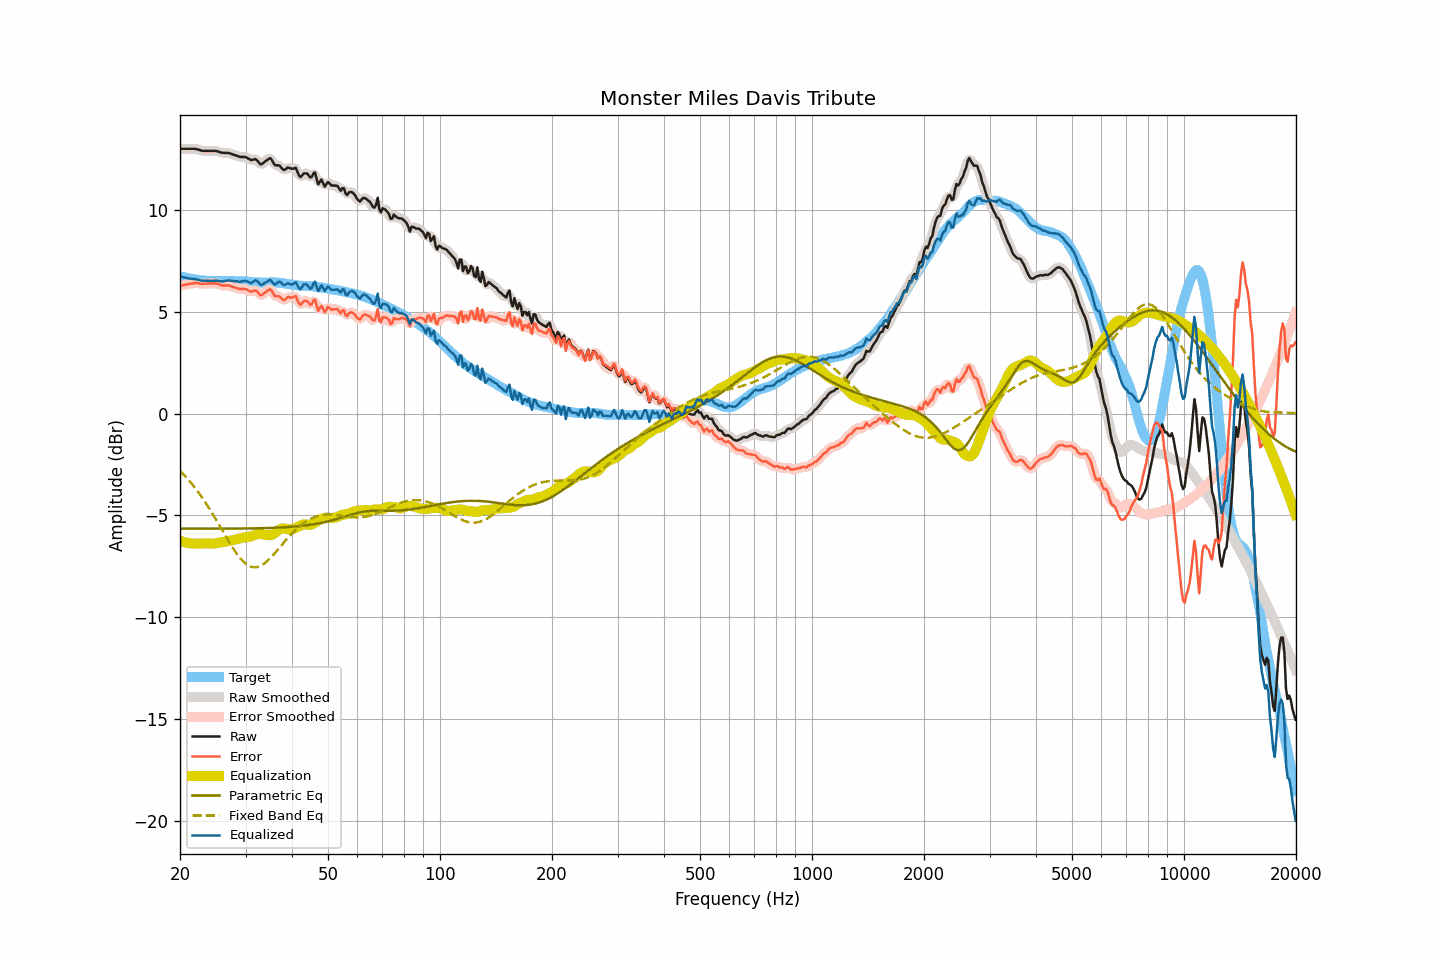 Monster Miles Davis Tribute
Amplitude (dBr)
10
5
0
−5
−10
−15
−20
Target
Raw Smoothed
Error Smoothed
Raw
Error
Equalization
Parametric Eq
Fixed Band Eq
Equalized
20 50 100 200 500 1000 2000 5000 10000 20000
Frequency (Hz)